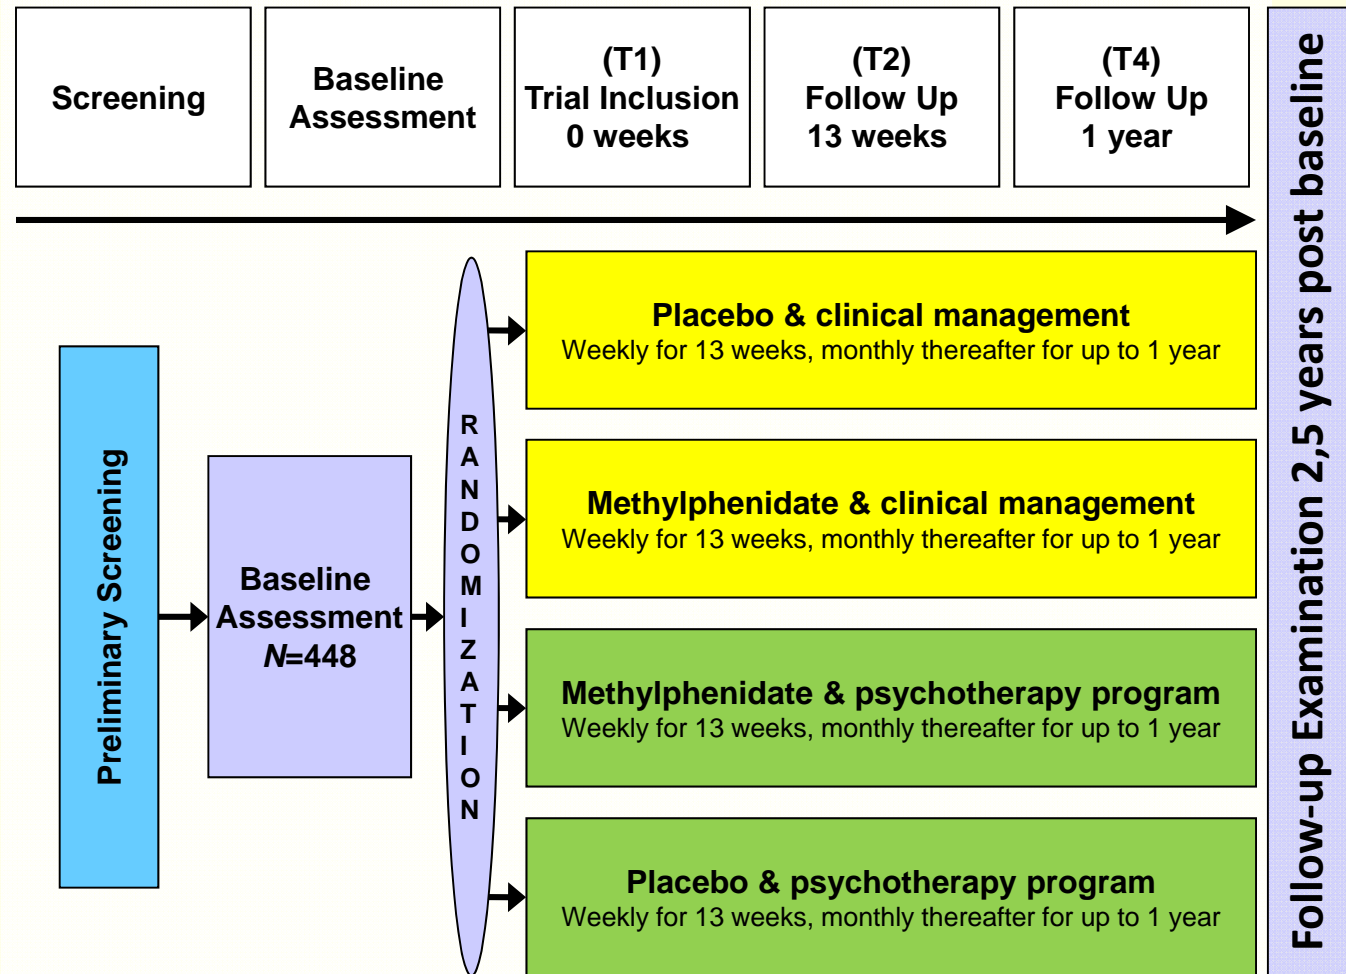 Screening
Baseline
Assessment
(T1)
Trial Inclusion
0 weeks
(T2)
Follow Up
13 weeks
(T4)
Follow Up
1 year
Follow-up Examination 2,5 years post baseline
Preliminary Screening
Baseline
Assessment
N=448
RANDOMIZATION
Placebo & clinical management
Weekly for 13 weeks, monthly thereafter for up to 1 year
Methylphenidate & clinical management
Weekly for 13 weeks, monthly thereafter for up to 1 year
Methylphenidate & psychotherapy program
Weekly for 13 weeks, monthly thereafter for up to 1 year
Placebo & psychotherapy program
Weekly for 13 weeks, monthly thereafter for up to 1 year